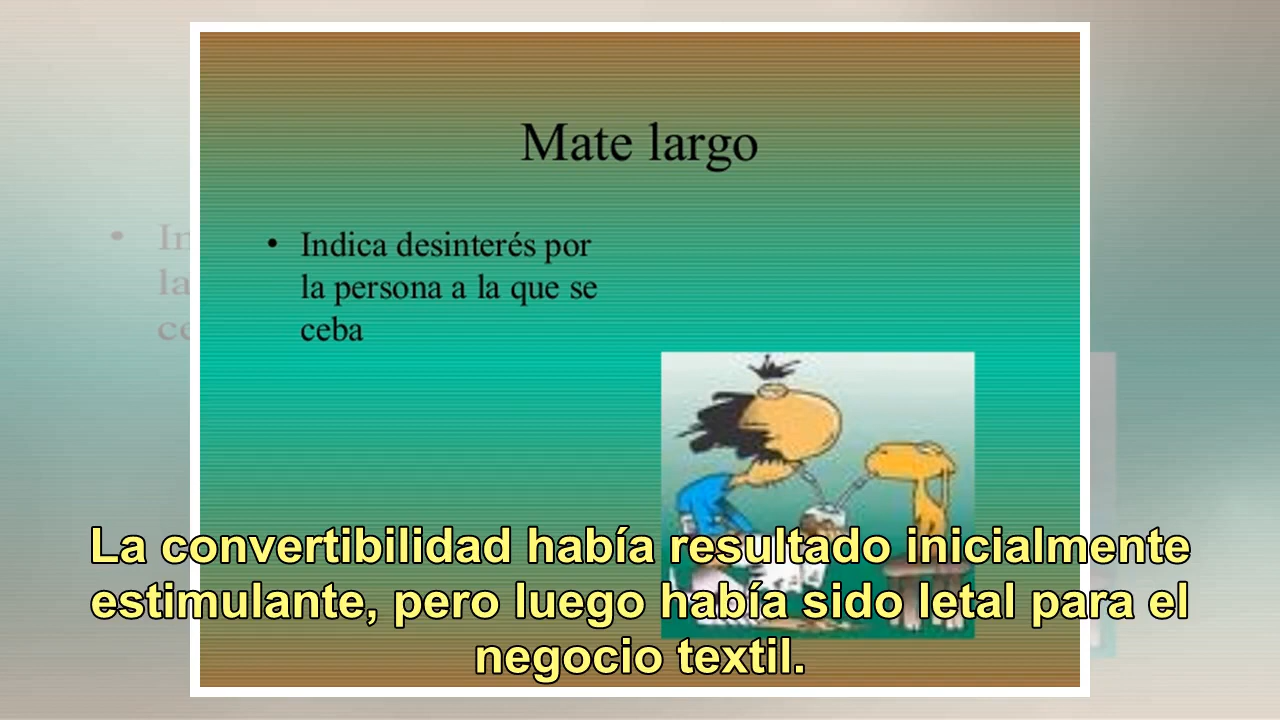 Mate largo
• Indica desinterés por
la persona a la que se
ceba
La convertibilidad había resultado inicialmente
estimulante, pero luego había sido letal para el
negocio textil.